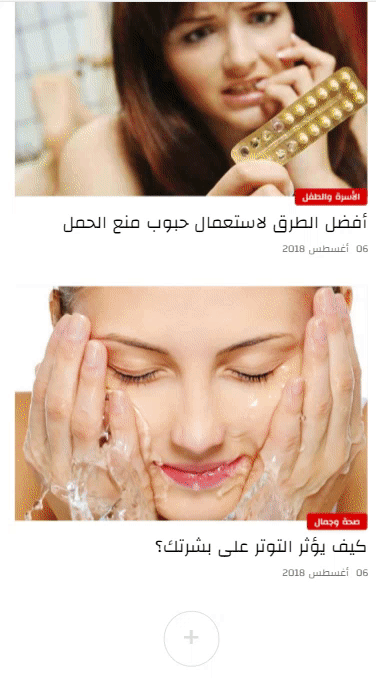 الأسرة والطفل
أفضل الطرق لاستعمال حبوب منع الحمل
06 أغسطس 2018
صحة وجمال
كيف يؤثر التوتر على بشرتك؟
06 أغسطس 2018
+